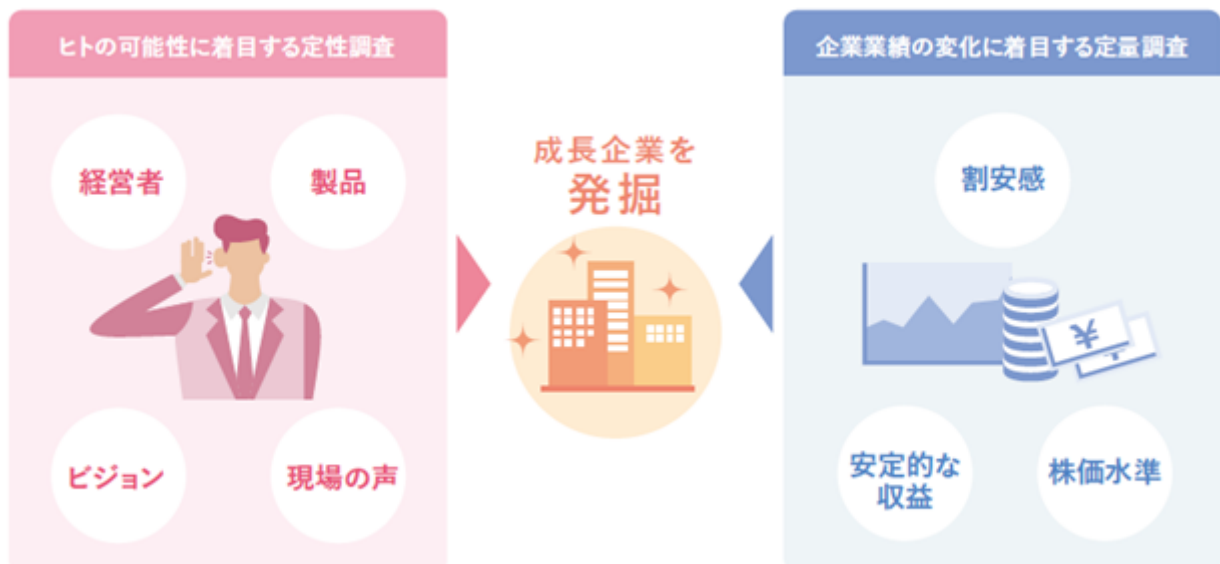 ヒトの可能性に着目する定性調査
経営者
製品
ビジョン
現場の声
成長企業を
発掘
企業業績の変化に着目する定量調査
割安感
¥
安定的な
収益
株価水準